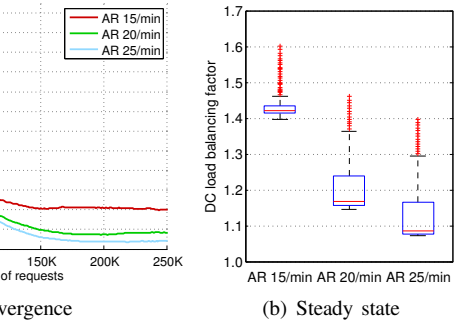 AR 15/min
AR 20/min
AR 25/min
150K 200K 250K
of requests
vergence
DC load balancing factor
1.7
1.6
1.5
1.4
1.3
1.2
1.1
1.0
AR 15/min AR 20/min AR 25/min
(b) Steady state